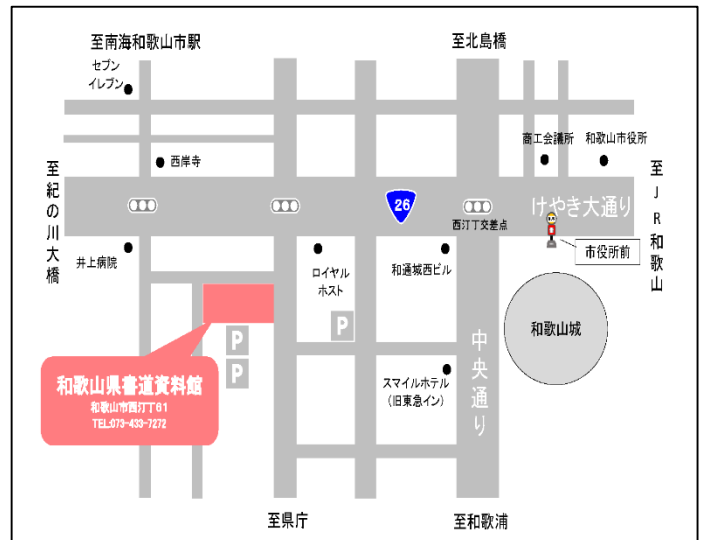 至南海和歌山市駅
至北島橋
セブン
イレブン
商工会議所
和歌山市役所
西岸寺
至紀の川大橋
至JR和歌山
26
けやき大通り
西汀丁交差点
市役所前
井上病院
ロイヤル
ホスト
和通城西ビル
和歌山城
P
P
P
中央通り
和歌山県書道資料館
和歌山市西汀丁61
TEL:073-433-7272
スマイルホテル
（旧東急イン）
至県庁
至和歌浦